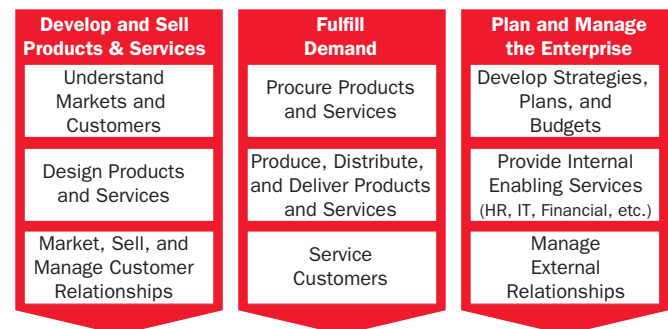 Develop and Sell
Products & Services
Understand
Markets and
Customers
Design Products
and Services
Market, Sell, and
Manage Customer
Relationships
Fulfill
Demand
Procure Products
and Services
Produce, Distribute,
and Deliver Products
and Services
Service
Customers
Plan and Manage
the Enterprise
Develop Strategies,
Plans, and
Budgets
Provide Internal
Enabling Services
(HR, IT, Financial, etc.)
Manage
External
Relationships